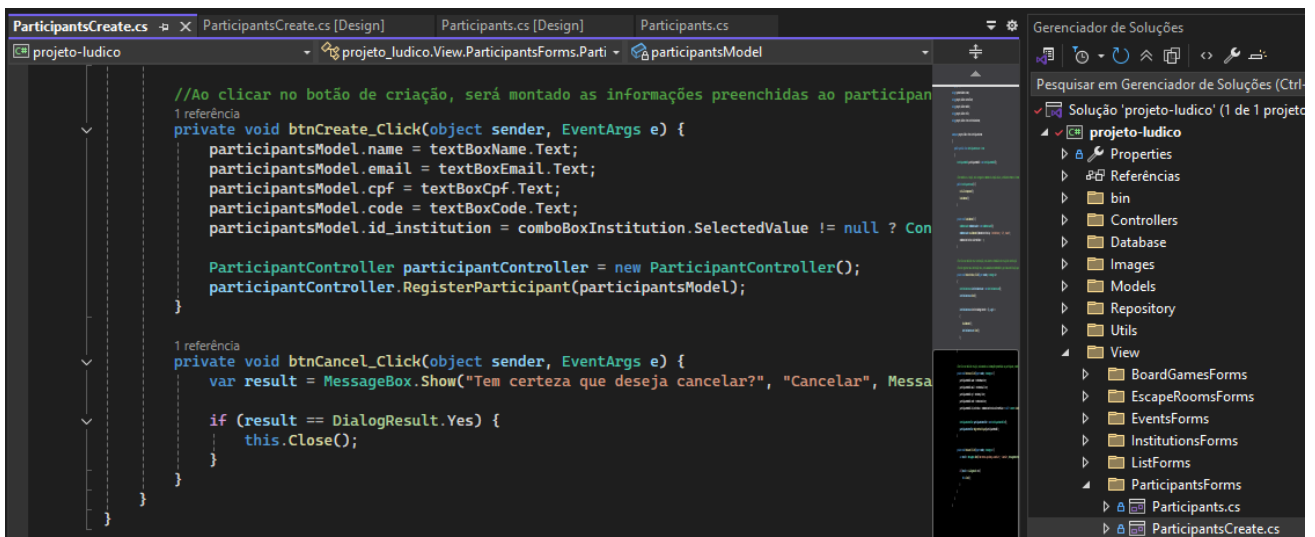 ParticipantsCreate.cs
ParticipantsCreate.cs [Design]
Participants.cs [Design]
Participants.cs
projeto-ludico
projeto_ludico.View.ParticipantsForms.Parti
participantsModel
//Ao clicar no botão de criação, será montado as informações preenchidas ao participan
1 referência
private void btnCreate_Click(object sender, EventArgs e) {
participantsModel.name = textBoxName.Text;
participantsModel.email = textBoxEmail.Text;
participantsModel.cpf = textBoxCpf.Text;
participantsModel.code = textBoxCode.Text;
participantsModel.id_institution = comboBoxInstitution.SelectedValue != null ? Con
ParticipantController participantController = new ParticipantController();
participantController.RegisterParticipant(participantsModel);
}
1 referência
private void btnCancel_Click(object sender, EventArgs e) {
var result = MessageBox.Show("Tem certeza que deseja cancelar?", "Cancelar", Messa
if (result == DialogResult.Yes) {
this.Close();
}
}
}
}
Gerenciador de Soluções
Pesquisar em Gerenciador de Soluções (Ctrl-
Solução 'projeto-ludico' (1 de 1 projeto
C# projeto-ludico
Properties
Referências
bin
Controllers
Database
Images
Models
Repository
Utils
View
BoardGamesForms
EscapeRoomsForms
EventsForms
InstitutionsForms
ListForms
ParticipantsForms
Participants.cs
ParticipantsCreate.cs